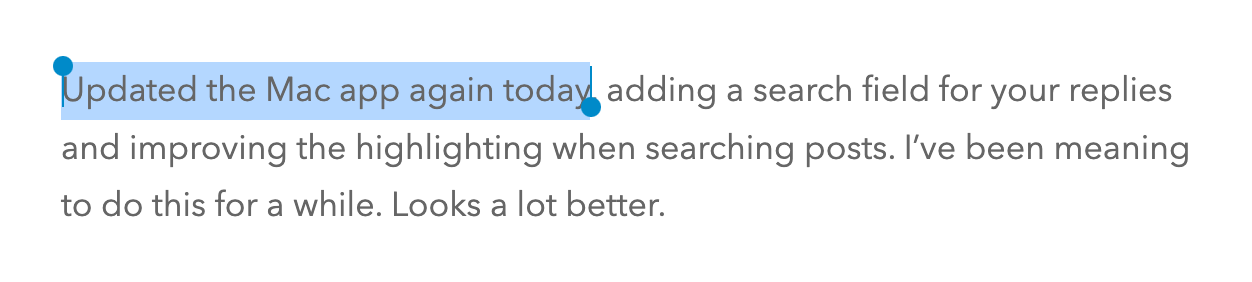 Updated the Mac app again today, adding a search field for your replies
and improving the highlighting when searching posts. I’ve been meaning
to do this for a while. Looks a lot better.